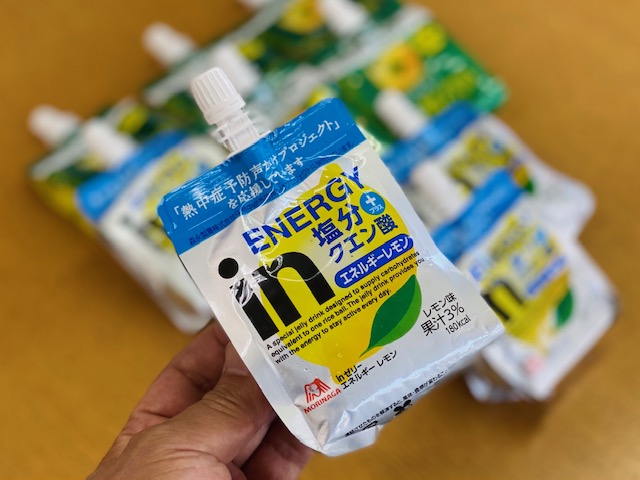 「熱中症予防声かけプロジェクト」
を応援しています
ENERGY
塩分
プラス
クエン酸
エネルギーレモン
in
A special jelly drink designed to supply carbohydrates
equivalent to one rice ball. The jelly drink provides you
with the energy to stay active every day.
レモン味
果汁3%
180kcal
MORINAGA
inゼリー
エネルギー レモン